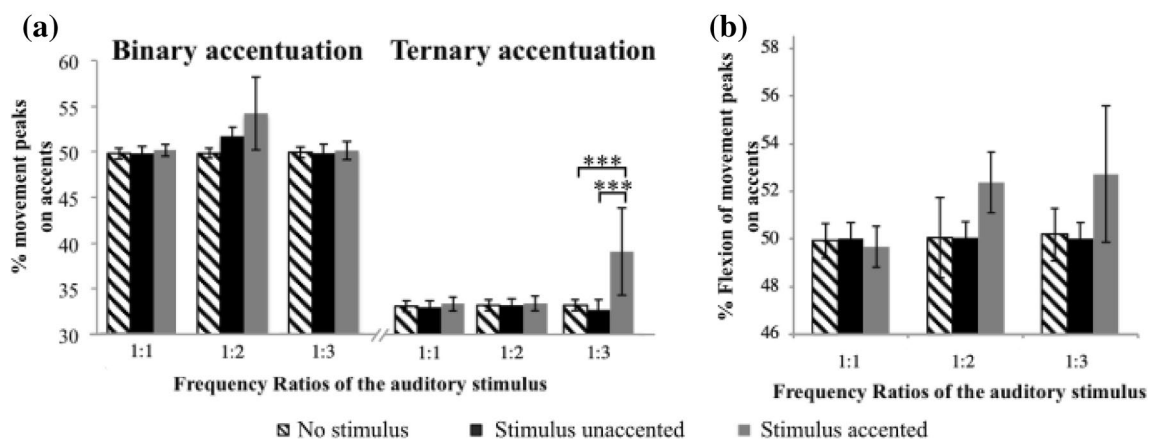 (a)
Binary accentuation Ternary accentuation
% movement peaks
on accents
60
55
50
45
40
35
30
***
***
1:1 1:2 1:3 1:1 1:2 1:3
Frequency Ratios of the auditory stimulus
(b)
% Flexion of movement peaks
on accents
58
56
54
52
50
48
46
1:1 1:2 1:3
Frequency Ratios of the auditory stimulus
No stimulus Stimulus unaccented Stimulus accented